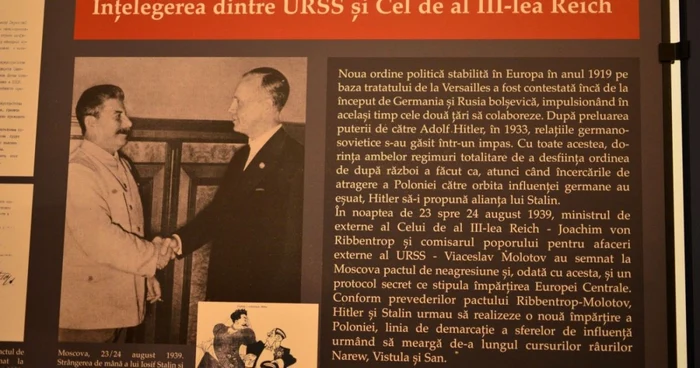 Înțelegerea dintre URSS și Cel de al III-lea Reich
Noua ordine politică stabilită în Europa în anul 1919 pe
baza tratatului de la Versailles a fost contestată încă de la
început de Germania și Rusia bolșevică, impulsionând în
același timp cele două țări să colaboreze. După preluarea
puterii de către Adolf Hitler, în 1933, relațiile germano-
sovietice s-au găsit într-un impas. Cu toate acestea, do-
rința ambelor regimuri totalitare de a desființa ordinea
de după război a făcut ca, atunci când încercările de
atragere a Poloniei către orbita influenței germane au
eșuat, Hitler să-i propună alianța lui Stalin.
În noaptea de 23 spre 24 august 1939, ministrul de
externe al Celui de al III-lea Reich - Joachim von
Ribbentrop și comisarul poporului pentru afaceri
externe al URSS - Viaceslav Molotov au semnat la
Moscova pactul de neagresiune și, odată cu acesta, și un
protocol secret ce stipula împărțirea Europei Centrale.
Conform prevederilor pactului Ribbentrop-Molotov,
Hitler și Stalin urmau să realizeze o nouă împărțire a
Poloniei, linia de demarcație a sferelor de influență
urmând să meargă de-a lungul cursurilor râurilor
Narew, Vistula și San.
Moscova, 23/24 august 1939.
Strângerea de mână a lui Iosif Stalin și